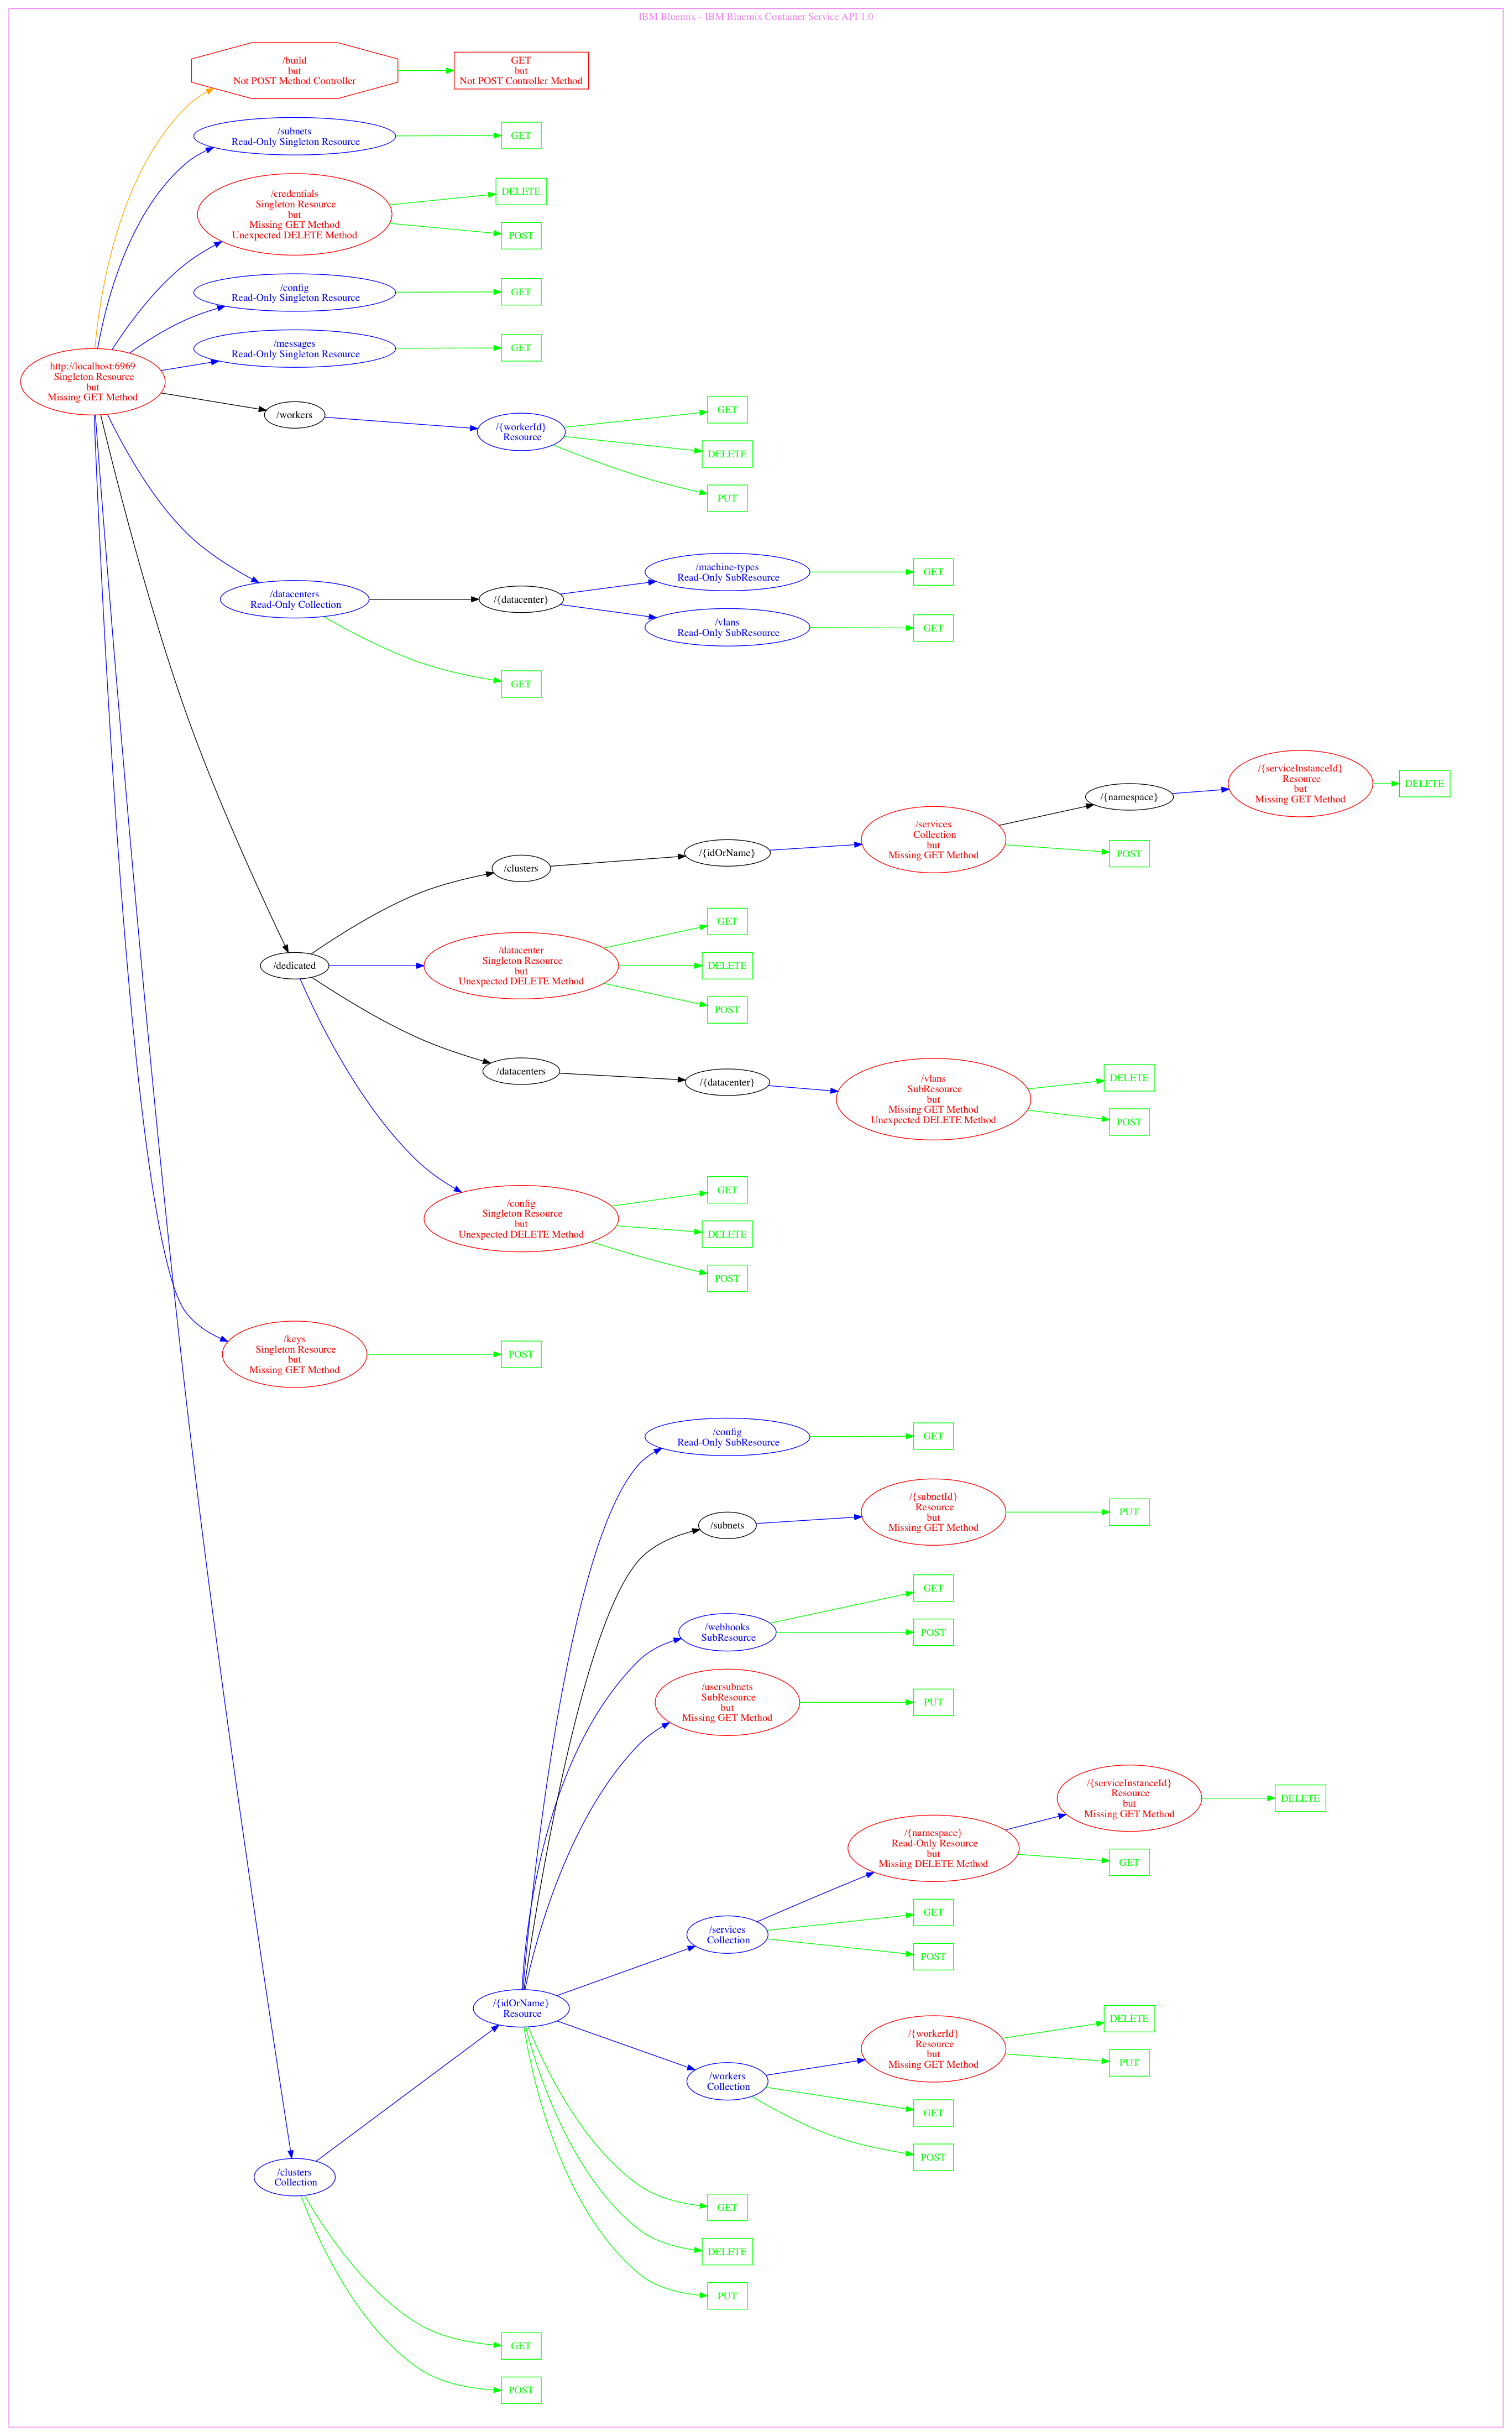 IBM Bluemix - IBM Bluemix Container Service API 1.0
/build
but
Not POST Method Controller
GET
but
Not POST Controller Method
/subnets
Read-Only Singleton Resource
GET
/credentials
Singleton Resource
but
Missing GET Method
Unexpected DELETE Method
DELETE
POST
/config
Read-Only Singleton Resource
GET
/messages
Read-Only Singleton Resource
GET
http://localhost:6969
Singleton Resource
but
Missing GET Method
/workers
/{workerId}
Resource
GET
DELETE
PUT
/datacenters
Read-Only Collection
/{datacenter}
/machine-types
Read-Only SubResource
GET
/vlans
Read-Only SubResource
GET
GET
/dedicated
/clusters
/{idOrName}
/services
Collection
but
Missing GET Method
/{namespace}
/{serviceInstanceId}
Resource
but
Missing GET Method
DELETE
POST
/datacenter
Singleton Resource
but
Unexpected DELETE Method
GET
DELETE
POST
/datacenters
/{datacenter}
/vlans
SubResource
but
Missing GET Method
Unexpected DELETE Method
DELETE
POST
/config
Singleton Resource
but
Unexpected DELETE Method
GET
DELETE
POST
/keys
Singleton Resource
but
Missing GET Method
POST
/config
Read-Only SubResource
GET
/subnets
/{subnetId}
Resource
but
Missing GET Method
PUT
/webhooks
SubResource
GET
POST
/usersubnets
SubResource
but
Missing GET Method
PUT
/services
Collection
/{namespace}
Read-Only Resource
but
Missing DELETE Method
/{serviceInstanceId}
Resource
but
Missing GET Method
DELETE
GET
GET
POST
/{idOrName}
Resource
/workers
Collection
/{workerId}
Resource
but
Missing GET Method
DELETE
PUT
GET
POST
/clusters
Collection
GET
DELETE
PUT
GET
POST